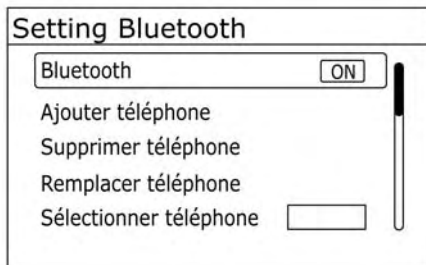 Setting Bluetooth
Bluetooth ON
Ajouter téléphone
Supprimer téléphone
Remplacer téléphone
Sélectionner téléphone